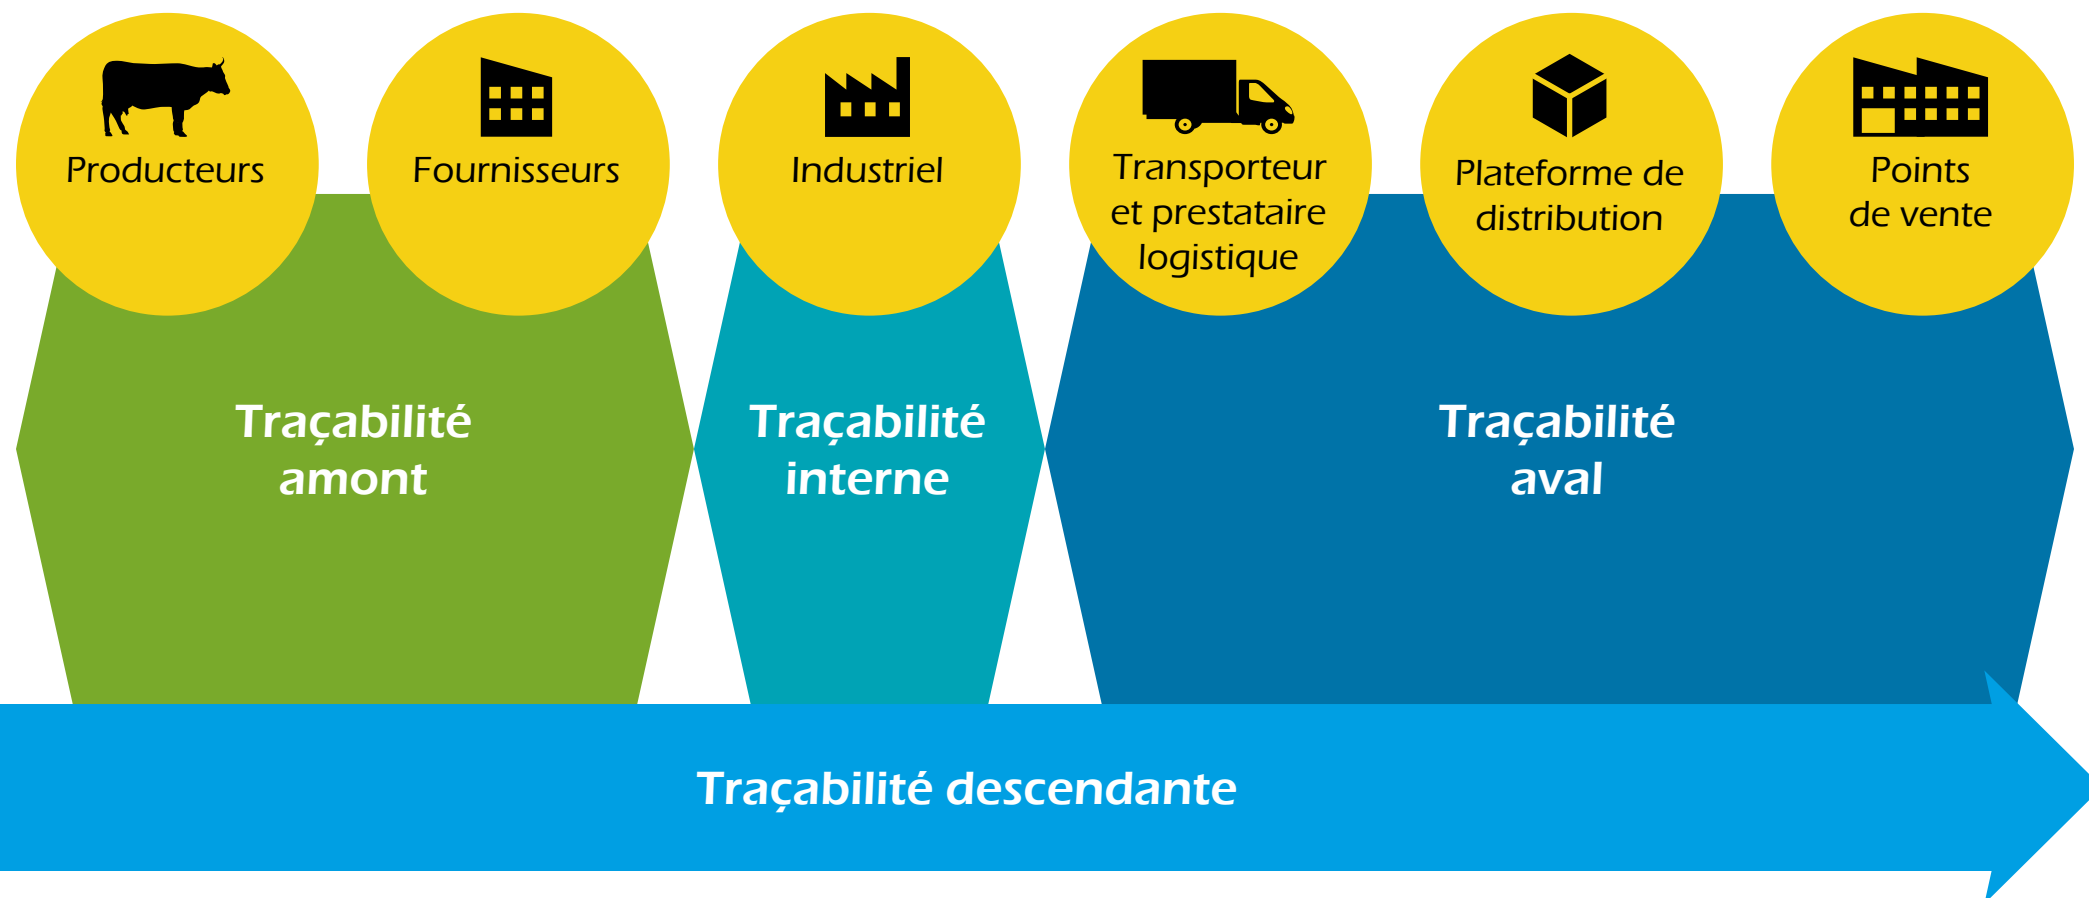 Producteurs
Fournisseurs
Industriel
Transporteur
et prestataire
logistique
Plateforme de
distribution
Points
de vente
Traçabilité
amont
Traçabilité
interne
Traçabilité
aval
Traçabilité descendante